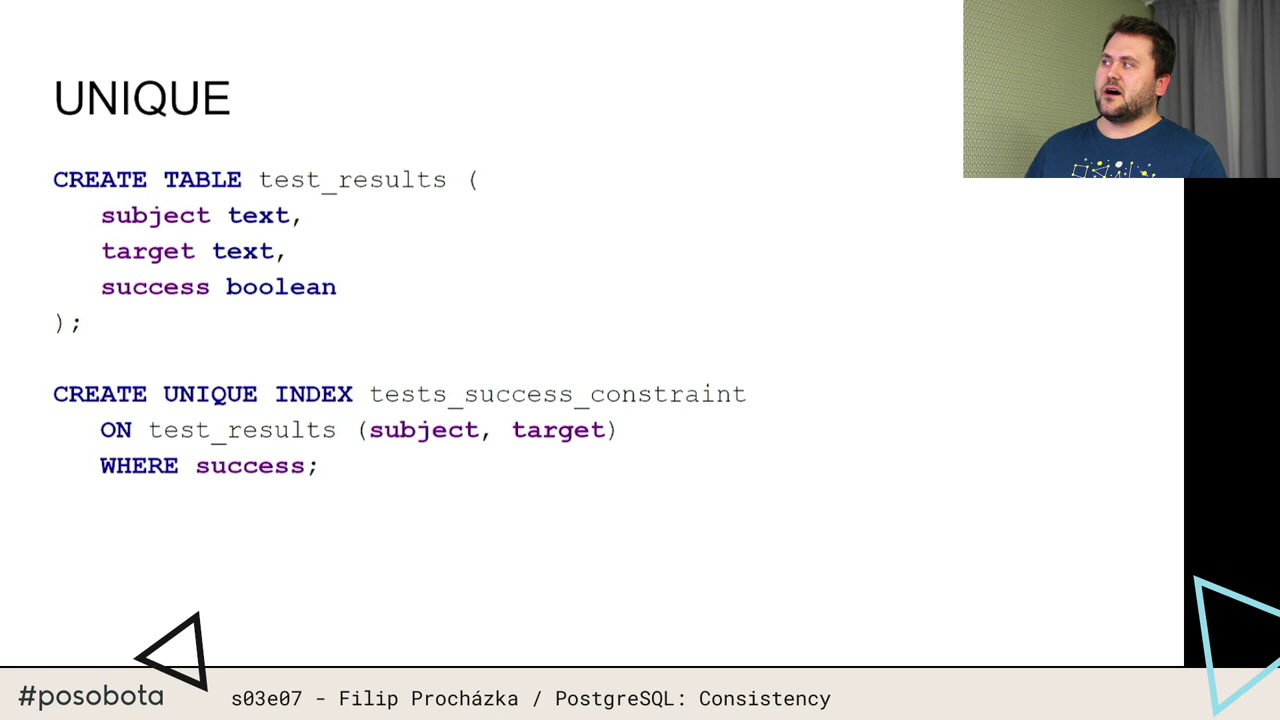 UNIQUE
CREATE TABLE test_results (
subject text,
target text,
success boolean
);
CREATE UNIQUE INDEX tests_success_constraint
ON test_results (subject, target)
WHERE success;
#posobota
s03e07 - Filip Procházka / PostgreSQL: Consistency